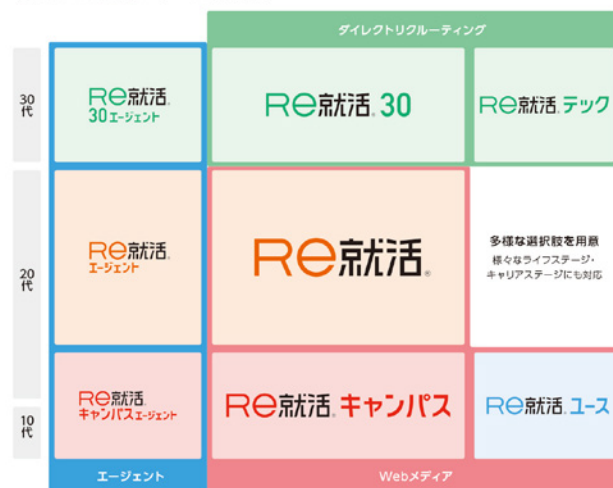 ダイレクトリクルーティング
30代
Re就活®
30エージェント
Re就活® 30
Re就活® テック
20代
Re就活®
エージェント
Re就活®
多様な選択肢を用意
様々なライフステージ・
キャリアステージにも対応
Re就活®
キャンパスエージェント
Re就活® キャンパス
Re就活® ユース
10代
エージェント
Webメディア